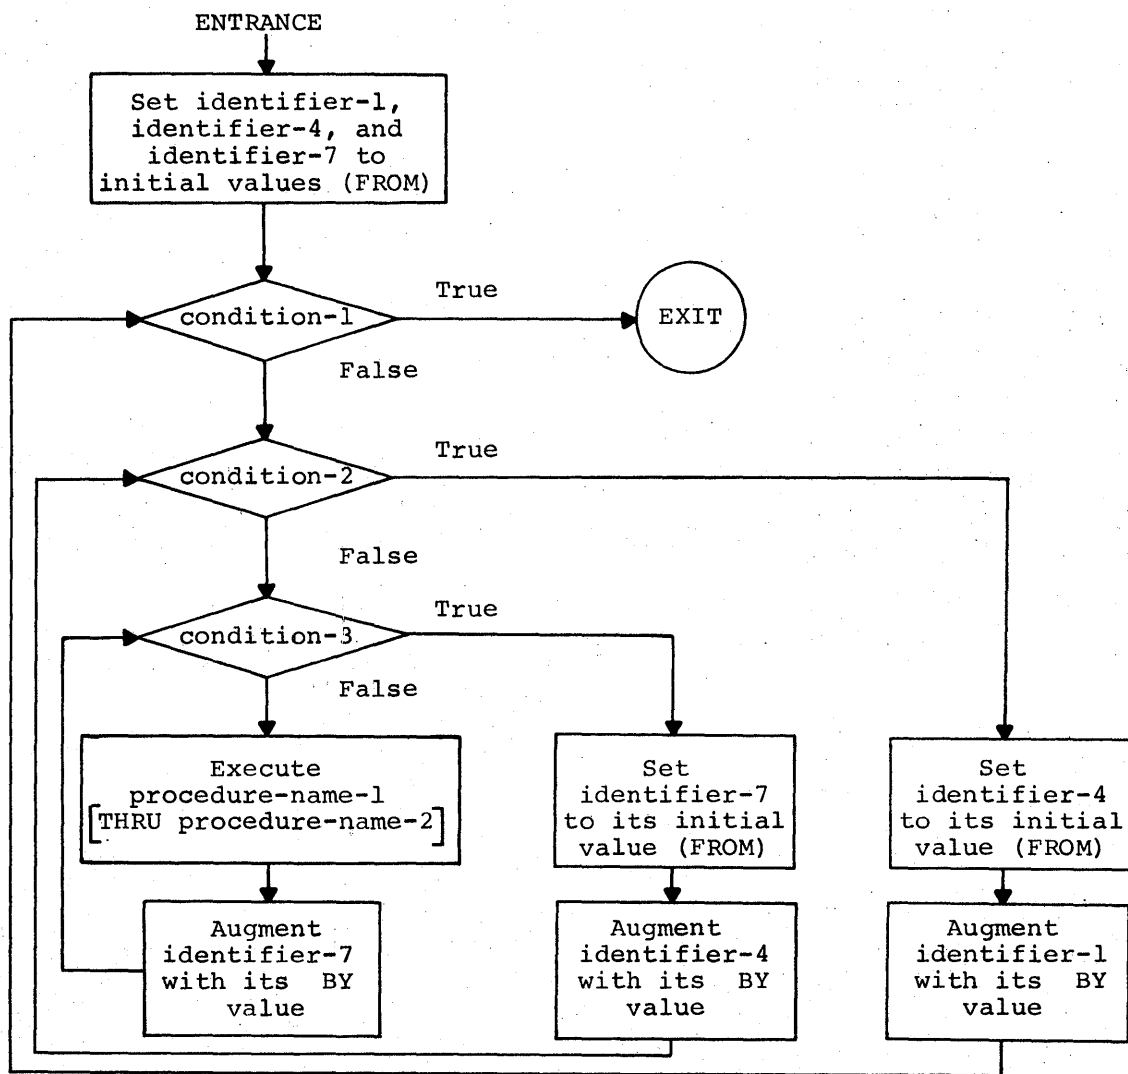 ENTRANCE
Set identifier-1,
identifier-4, and
identifier-7 to
initial values (FROM)
condition-1
True
EXIT
False
condition-2
True
False
condition-3
True
False
Execute
procedure-name-1
[THRU procedure-name-2]
Set
identifier-7
to its initial
value (FROM)
Set
identifier-4
to its initial
value (FROM)
Augment
identifier-7
with its BY
value
Augment
identifier-4
with its BY
value
Augment
identifier-1
with its BY
value